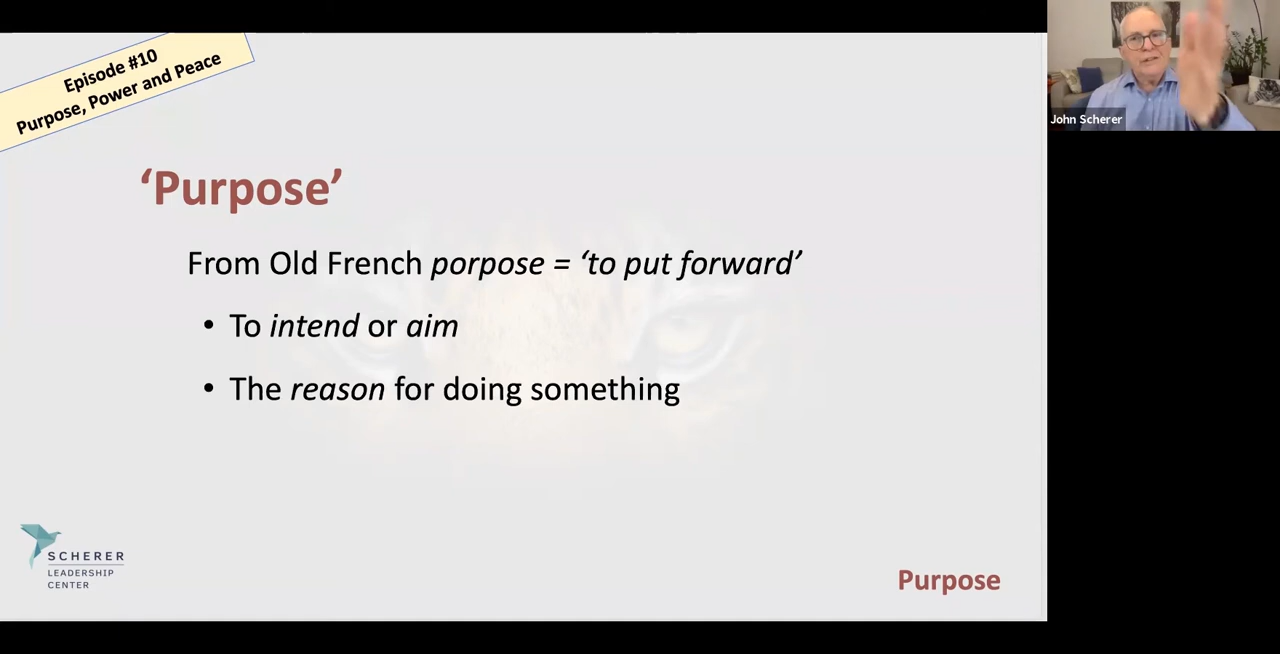 Episode #10
Purpose, Power and Peace
John Scherer
‘Purpose’
From Old French porpose = ‘to put forward’
• To intend or aim
• The reason for doing something
SCHERER
LEADERSHIP
CENTER
Purpose